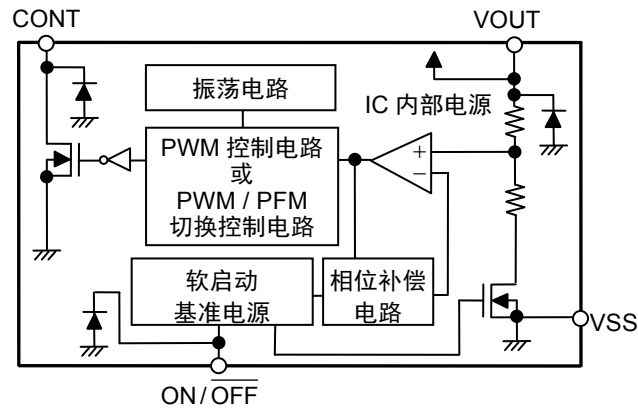 CONT
VOUT
振荡电路
IC 内部电源
PWM 控制电路
或
PWM / PFM
切换控制电路
+
−
软启动
基准电源
相位补偿
电路
VSS
ON / OFF